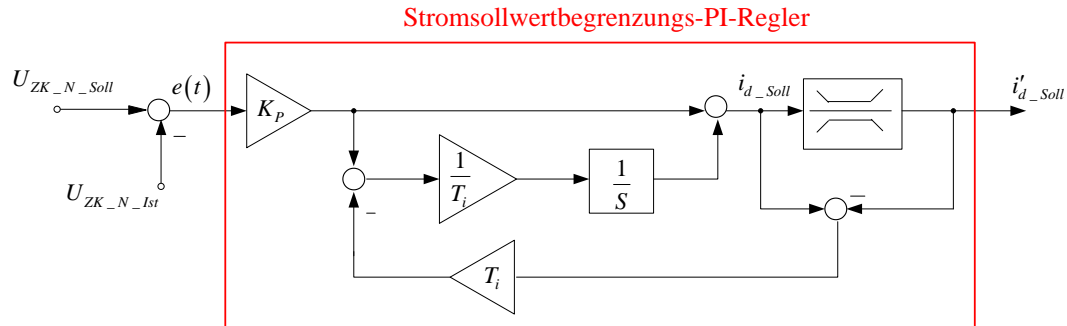 Stromsollwertbegrenzungs-PI-Regler
U_ZK_N_Soll
e(t)
K_P
i_d_Soll
i′_d_Soll
−
1/T_i
1/S
U_ZK_N_Ist
−
−
T_i